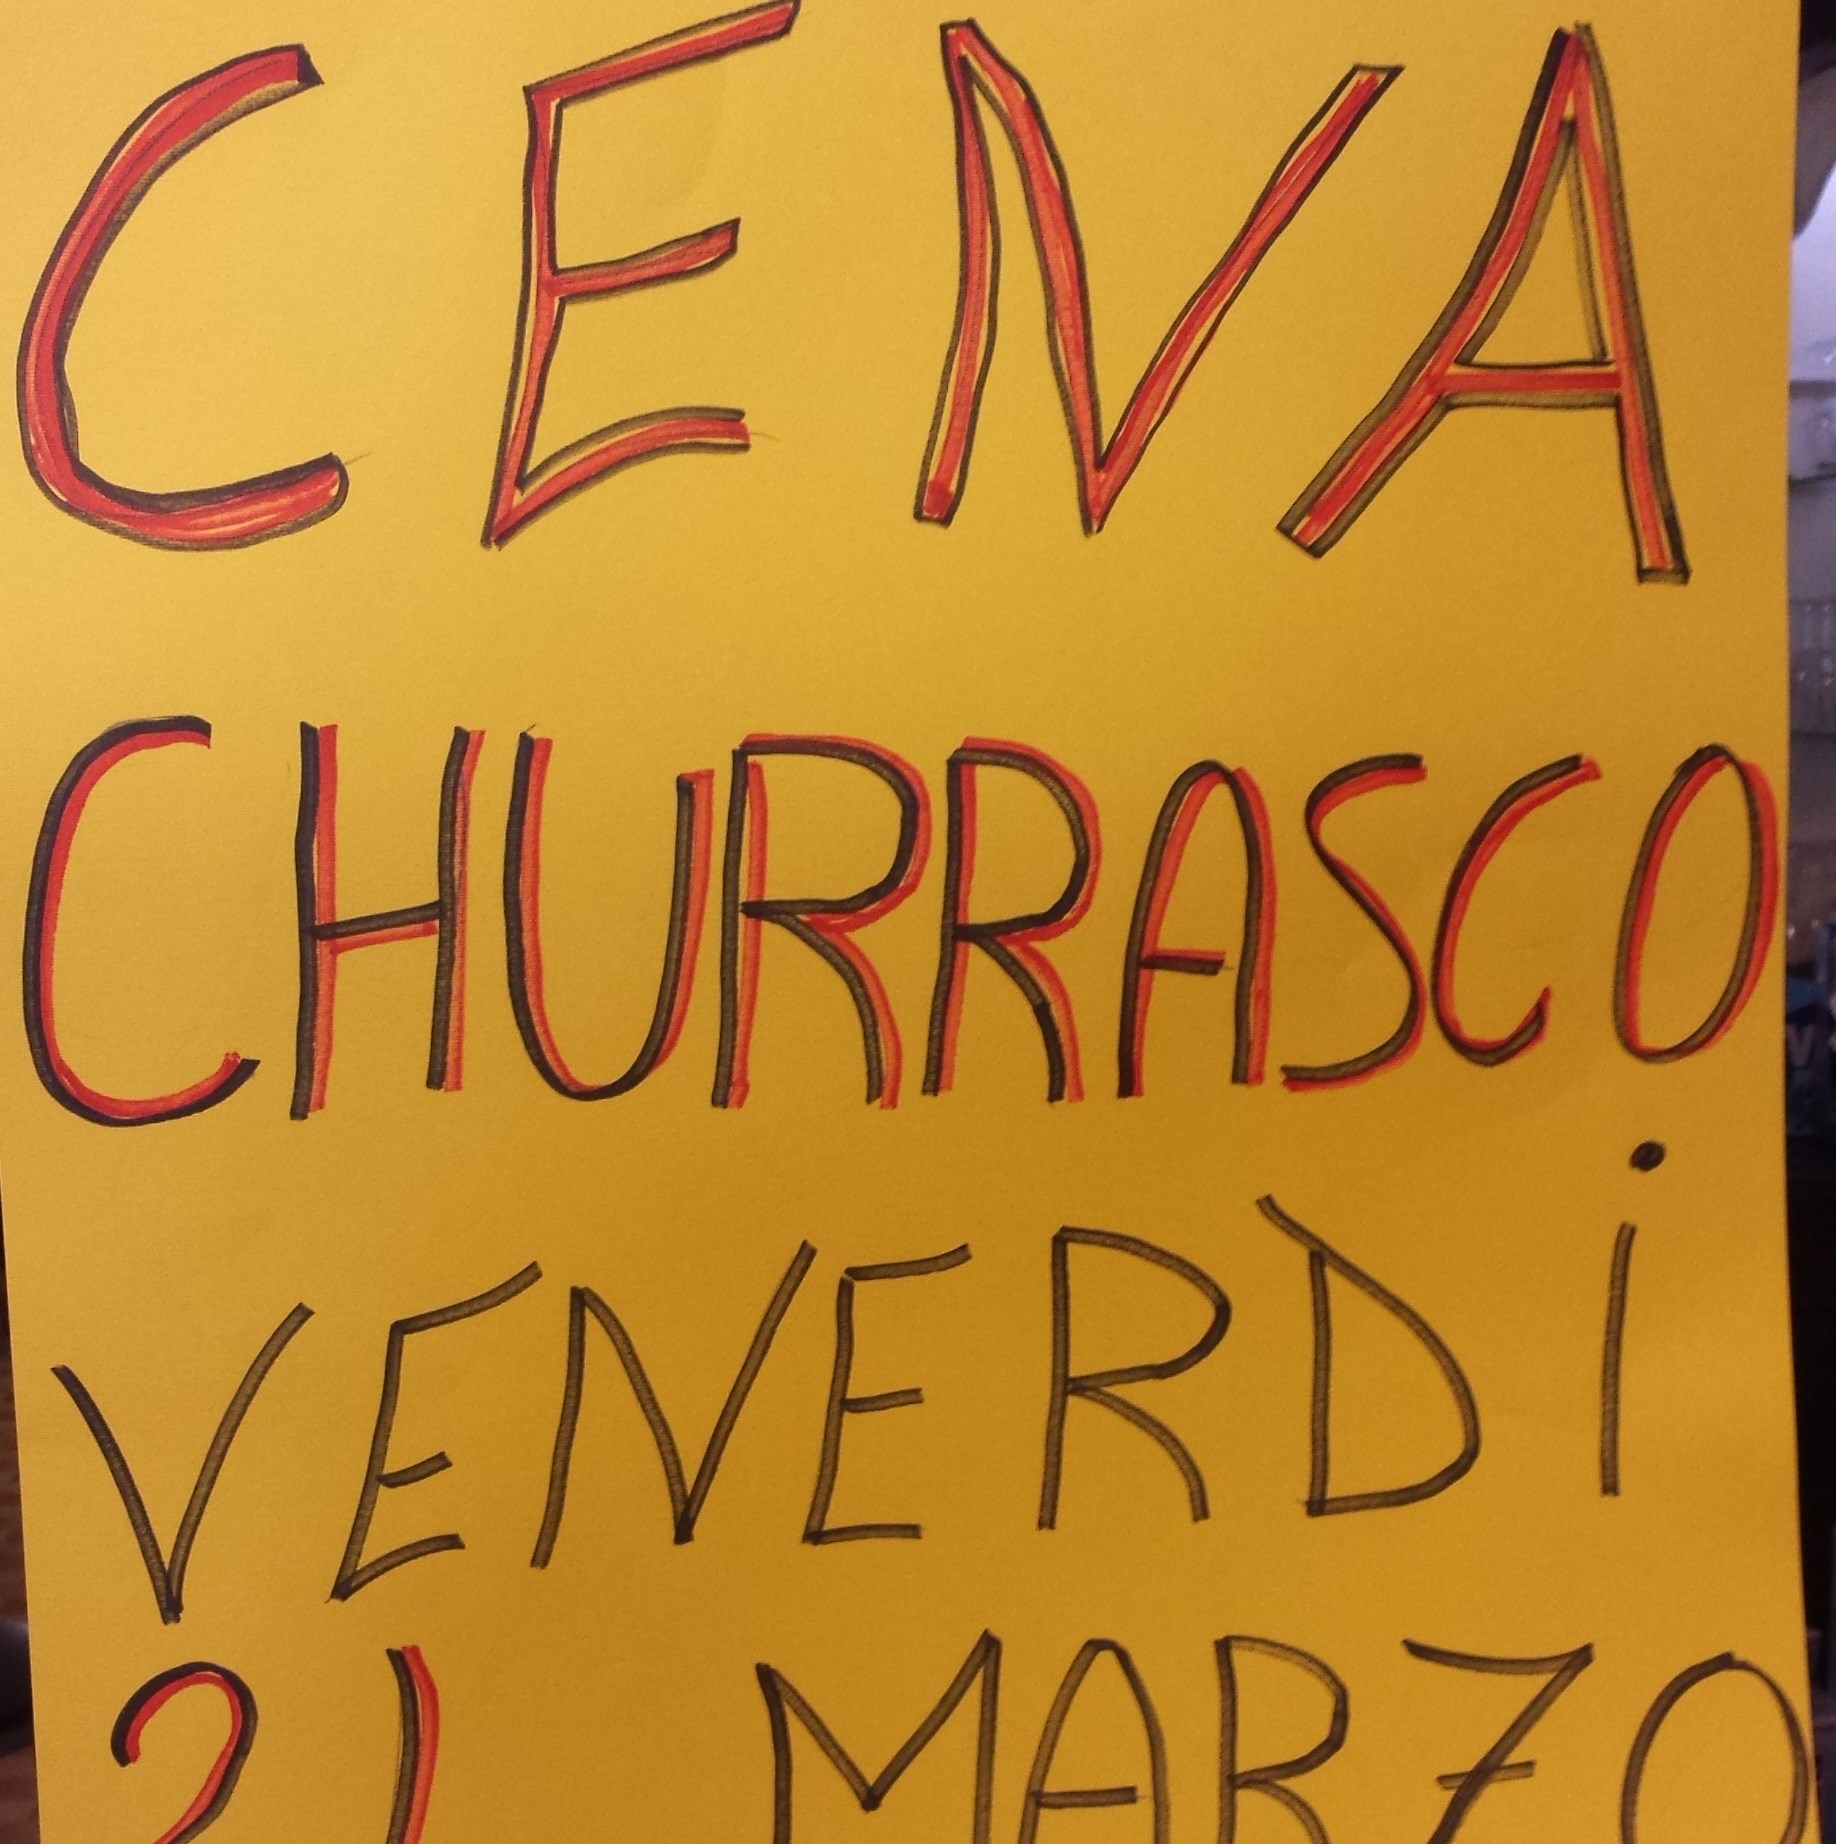 CENA
CHURRASCO
VENERDi
21 MARZO